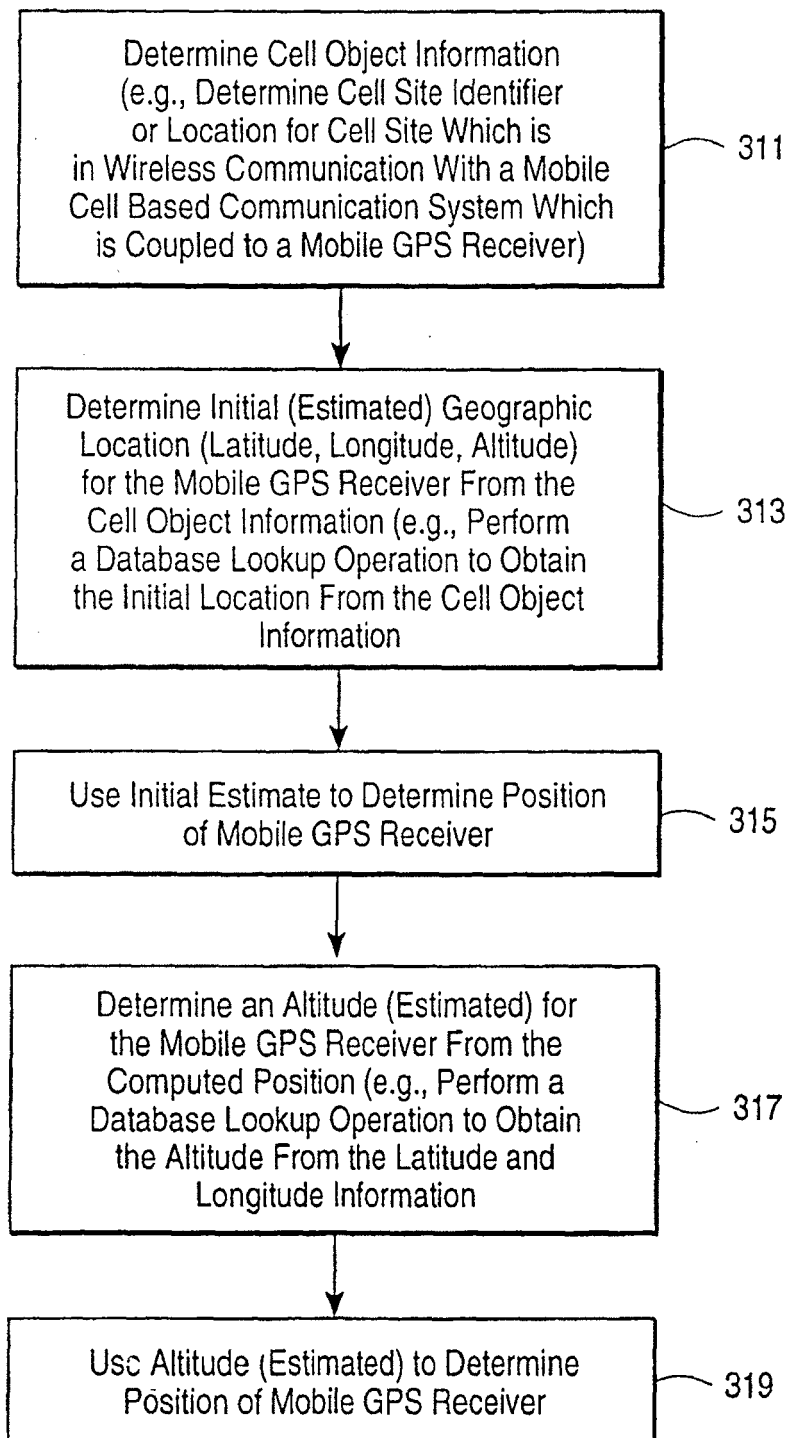 Determine Cell Object Information
(e.g., Determine Cell Site Identifier
or Location for Cell Site Which is
in Wireless Communication With a Mobile
Cell Based Communication System Which
is Coupled to a Mobile GPS Receiver)
311
Determine Initial (Estimated) Geographic
Location (Latitude, Longitude, Altitude)
for the Mobile GPS Receiver From the
Cell Object Information (e.g., Perform
a Database Lookup Operation to Obtain
the Initial Location From the Cell Object
Information
313
Use Initial Estimate to Determine Position
of Mobile GPS Receiver
315
Determine an Altitude (Estimated) for
the Mobile GPS Receiver From the
Computed Position (e.g., Perform a
Database Lookup Operation to Obtain
the Altitude From the Latitude and
Longitude Information
317
Use Altitude (Estimated) to Determine
Position of Mobile GPS Receiver
319